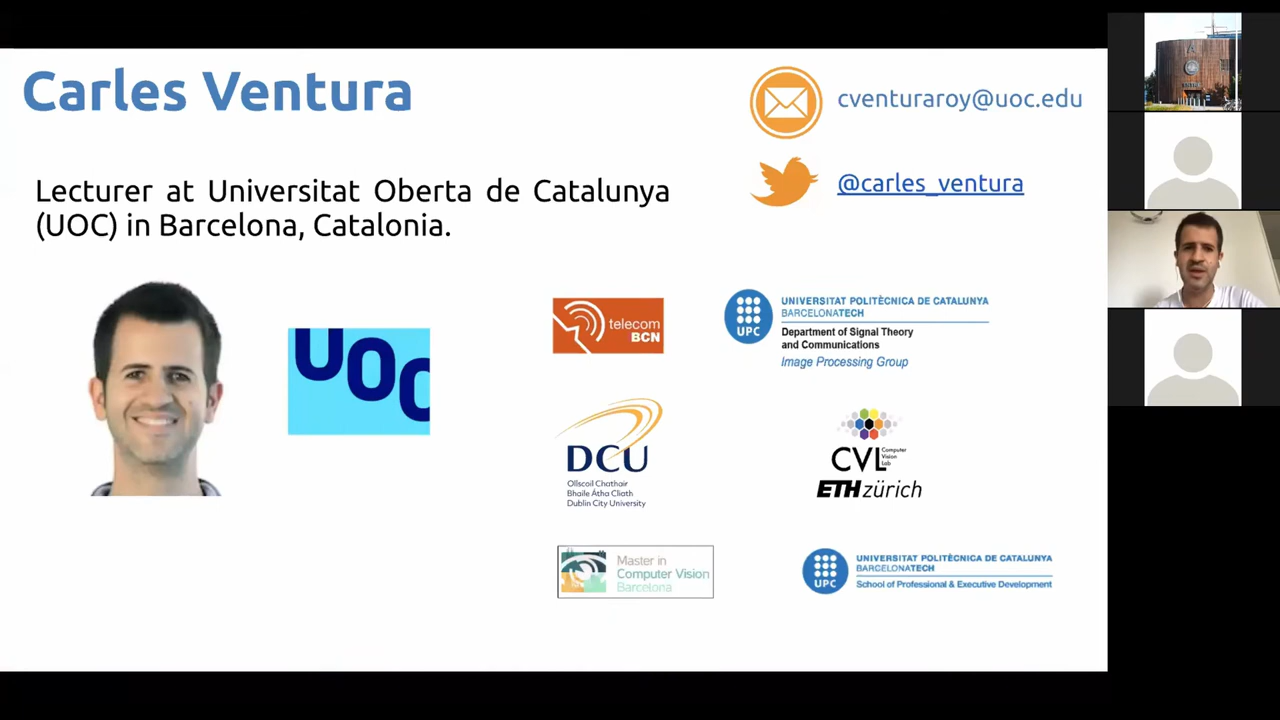 Carles Ventura
cventuraroy@uoc.edu
@carles_ventura
Lecturer at Universitat Oberta de Catalunya
(UOC) in Barcelona, Catalonia.
UOC
telecom
BCN
UPC
UNIVERSITAT POLITÈCNICA DE CATALUNYA
BARCELONATECH
Department of Signal Theory
and Communications
Image Processing Group
DCU
Ollscoil Chathair
Bhaile Átha Cliath
Dublin City University
CVL
Computer
Vision
Lab
ETH zürich
Master in
Computer Vision
Barcelona
UPC
UNIVERSITAT POLITÈCNICA DE CATALUNYA
BARCELONATECH
School of Professional & Executive Development